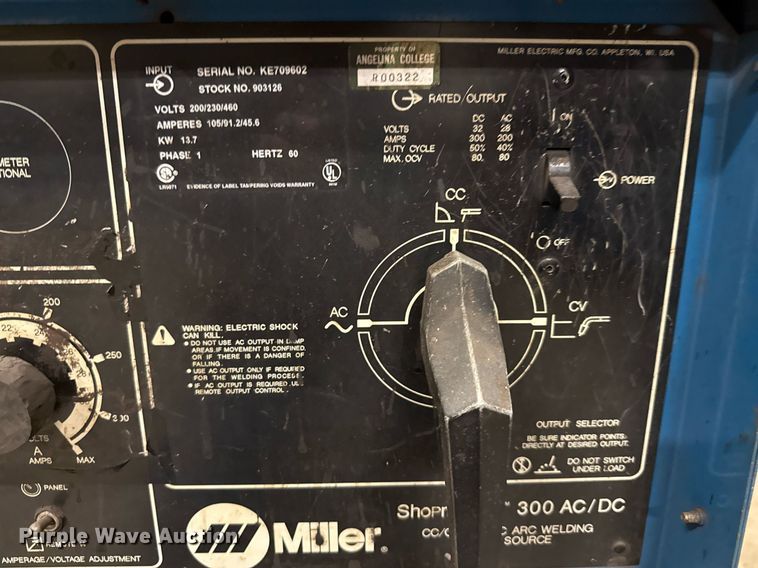 PROPERTY OF
ANGELINA COLLEGE
R00322
MILLER ELECTRIC MFG. CO. APPLETON, WI. USA
INPUT
SERIAL NO. KE709602
STOCK NO. 903126
VOLTS 200/230/460
AMPERES 105/91.2/45.6
KW 13.7
PHASE 1 HERTZ 60
LR5071 EVIDENCE OF LABEL TAMPERING VOIDS WARRANTY
LISTED
RATED OUTPUT
DC AC
VOLTS 32 28
AMPS 300 200
DUTY CYCLE 50% 40%
MAX. OCV 80. 80
ON
POWER
OFF
METER
CC
AC
CV
WARNING: ELECTRIC SHOCK
CAN KILL.
• DO NOT USE AC OUTPUT IN DAMP
AREAS IF MOVEMENT IS CONFINED,
OR IF THERE IS A DANGER OF
FALLING.
• USE AC OUTPUT ONLY IF REQUIRED
FOR THE WELDING PROCESS.
• IF AC OUTPUT IS REQUIRED, USE
REMOTE OUTPUT CONTROL.
200
22
24
250
300
A
AMPS
MAX
PANEL
REMOTE
AMPERAGE/VOLTAGE ADJUSTMENT
OUTPUT SELECTOR
BE SURE INDICATOR POINTS
DIRECTLY AT DESIRED OUTPUT.
DO NOT SWITCH
UNDER LOAD
Miller.
300 AC/DC
ARC WELDING
SOURCE
Purple Wave Auction